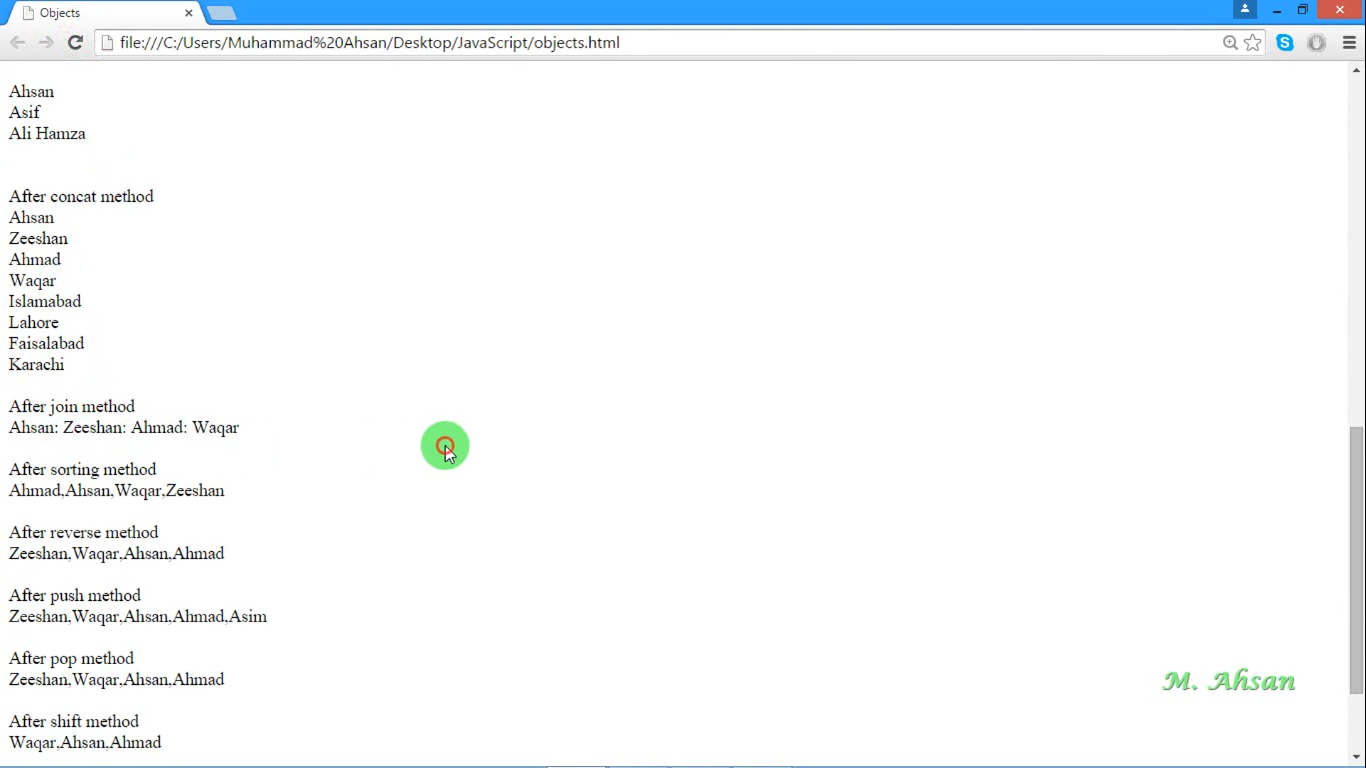 Objects
file:///C:/Users/Muhammad%20Ahsan/Desktop/JavaScript/objects.html
Ahsan
Asif
Ali Hamza
After concat method
Ahsan
Zeeshan
Ahmad
Waqar
Islamabad
Lahore
Faisalabad
Karachi
After join method
Ahsan: Zeeshan: Ahmad: Waqar
After sorting method
Ahmad,Ahsan,Waqar,Zeeshan
After reverse method
Zeeshan,Waqar,Ahsan,Ahmad
After push method
Zeeshan,Waqar,Ahsan,Ahmad,Asim
After pop method
Zeeshan,Waqar,Ahsan,Ahmad
M. Ahsan
After shift method
Waqar,Ahsan,Ahmad